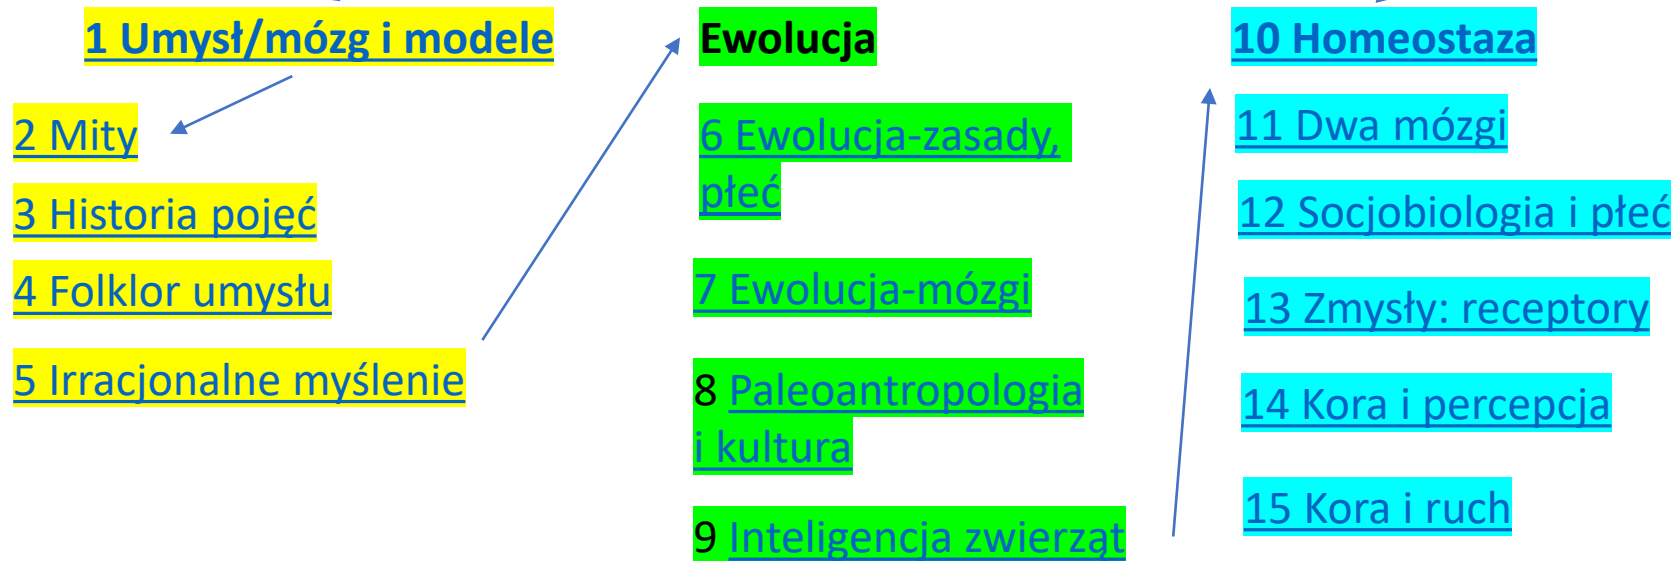 1 Umysł/mózg i modele
2 Mity
3 Historia pojęć
4 Folklor umysłu
5 Irracjonalne myślenie
Ewolucja
6 Ewolucja-zasady,
płeć
7 Ewolucja-mózgi
8 Paleoantropologia
i kultura
9 Inteligencja zwierząt
10 Homeostaza
11 Dwa mózgi
12 Socjobiologia i płeć
13 Zmysły: receptory
14 Kora i percepcja
15 Kora i ruch